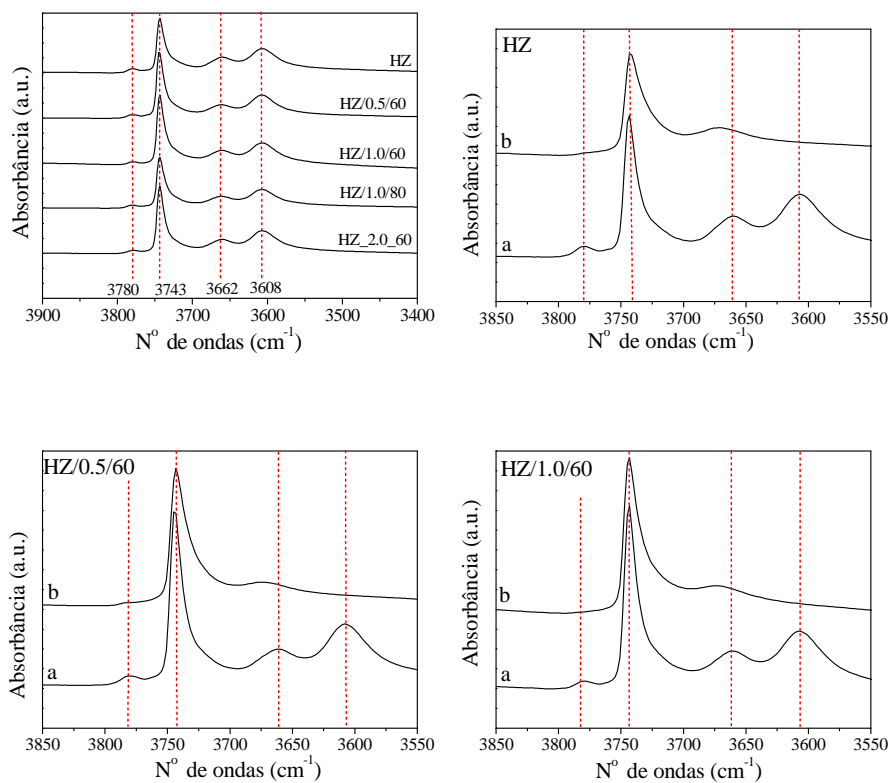 Absorbância (a.u.)
HZ
HZ/0.5/60
HZ/1.0/60
HZ/1.0/80
HZ_2.0_60
3780 3743 3662 3608
3900 3800 3700 3600 3500 3400
Nº de ondas (cm⁻¹)
HZ
Absorbância (a.u.)
b
a
3850 3800 3750 3700 3650 3600 3550
Nº de ondas (cm⁻¹)
HZ/0.5/60
Absorbância (a.u.)
b
a
3850 3800 3750 3700 3650 3600 3550
Nº de ondas (cm⁻¹)
HZ/1.0/60
Absorbância (a.u.)
b
a
3850 3800 3750 3700 3650 3600 3550
Nº de ondas (cm⁻¹)